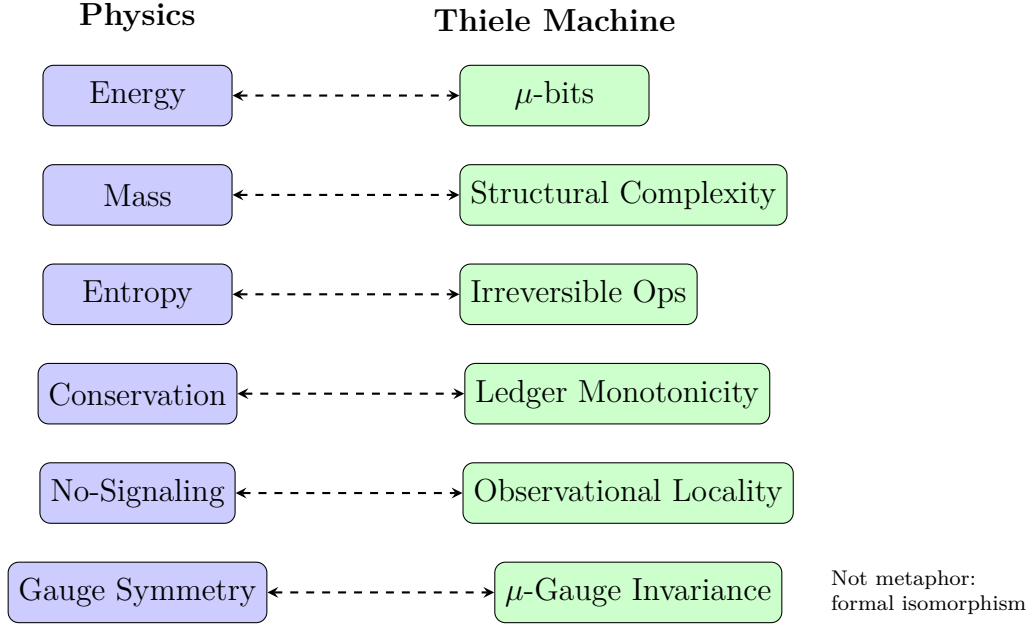 Physics Thiele Machine
Energy μ-bits
Mass Structural Complexity
Entropy Irreversible Ops
Conservation Ledger Monotonicity
No-Signaling Observational Locality
Gauge Symmetry μ-Gauge Invariance
Not metaphor:
formal isomorphism